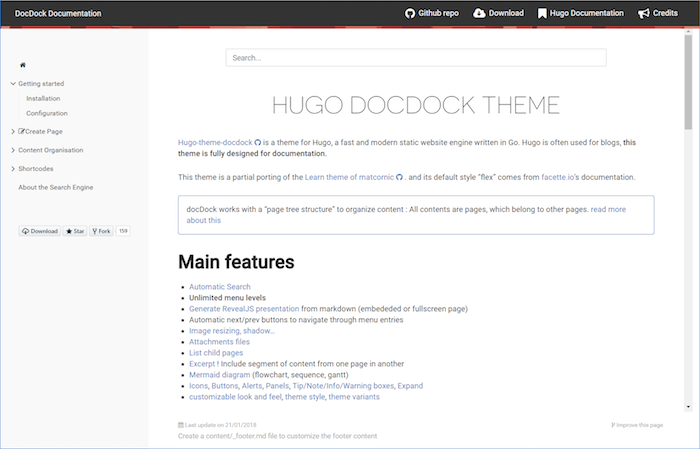 DocDock Documentation
Github repo
Download
Hugo Documentation
Credits
Getting started
Installation
Configuration
Create Page
Content Organisation
Shortcodes
About the Search Engine
Download
Star
Fork
159
Search...
HUGO DOCDOCK THEME
Hugo-theme-docdock is a theme for Hugo, a fast and modern static website engine written in Go. Hugo is often used for blogs, this
theme is fully designed for documentation.
This theme is a partial porting of the Learn theme of matcornic . and its default style "flex" comes from facette.io's documentation.
docDock works with a "page tree structure" to organize content : All contents are pages, which belong to other pages. read more
about this
Main features
Automatic Search
Unlimited menu levels
Generate RevealJS presentation from markdown (embededed or fullscreen page)
Automatic next/prev buttons to navigate through menu entries
Image resizing, shadow...
Attachments files
List child pages
Excerpt ! Include segment of content from one page in another
Mermaid diagram (flowchart, sequence, gantt)
Icons, Buttons, Alerts, Panels, Tip/Note/Info/Warning boxes, Expand
customizable look and feel, theme style, theme variants
Last update on 21/01/2018
Improve this page
Create a content/_footer.md file to customize the footer content